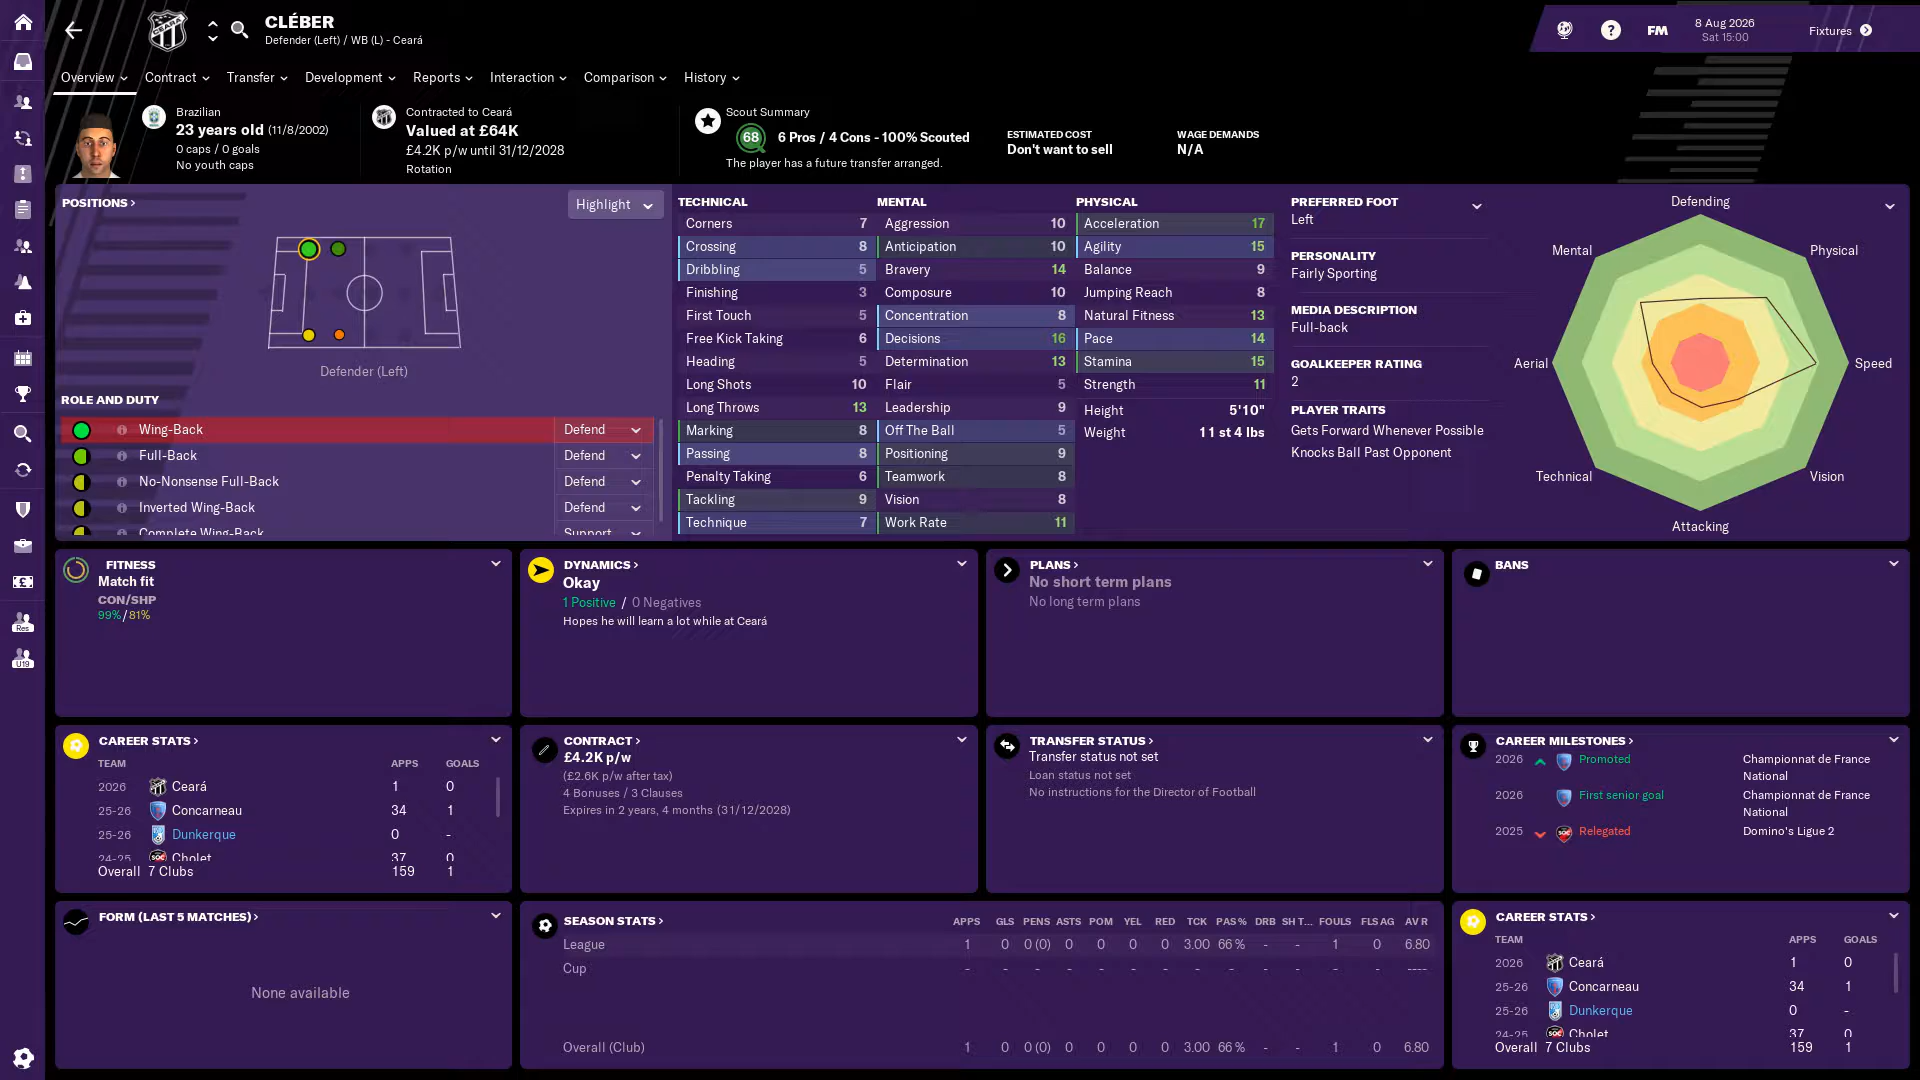 CLÉBER
Defender (Left) / WB (L) - Ceará
FM
8 Aug 2026
Sat 15:00
Fixtures
Overview
Contract
Transfer
Development
Reports
Interaction
Comparison
History
Brazilian
23 years old (11/8/2002)
0 caps / 0 goals
No youth caps
Contracted to Ceará
Valued at £64K
£4.2K p/w until 31/12/2028
Rotation
Scout Summary
68
6 Pros / 4 Cons - 100% Scouted
The player has a future transfer arranged.
ESTIMATED COST
Don't want to sell
WAGE DEMANDS
N/A
POSITIONS >
Highlight
Defender (Left)
ROLE AND DUTY
Wing-Back Defend
Full-Back Defend
No-Nonsense Full-Back Defend
Inverted Wing-Back Defend
Complete Wing-Back Support
TECHNICAL
Corners 7
Crossing 8
Dribbling 5
Finishing 3
First Touch 5
Free Kick Taking 6
Heading 5
Long Shots 10
Long Throws 13
Marking 8
Passing 8
Penalty Taking 6
Tackling 9
Technique 7
MENTAL
Aggression 10
Anticipation 10
Bravery 14
Composure 10
Concentration 8
Decisions 16
Determination 13
Flair 5
Leadership 9
Off The Ball 5
Positioning 9
Teamwork 8
Vision 8
Work Rate 11
PHYSICAL
Acceleration 17
Agility 15
Balance 9
Jumping Reach 8
Natural Fitness 13
Pace 14
Stamina 15
Strength 11
Height 5'10"
Weight 11 st 4 lbs
PREFERRED FOOT
Left
PERSONALITY
Fairly Sporting
MEDIA DESCRIPTION
Full-back
GOALKEEPER RATING
2
PLAYER TRAITS
Gets Forward Whenever Possible
Knocks Ball Past Opponent
Defending
Physical
Speed
Vision
Attacking
Technical
Aerial
Mental
FITNESS
Match fit
CON/SHP
99%/81%
DYNAMICS >
Okay
1 Positive / 0 Negatives
Hopes he will learn a lot while at Ceará
PLANS >
No short term plans
No long term plans
BANS
Res
U19
CAREER STATS >
TEAM APPS GOALS
2026 Ceará 1 0
25-26 Concarneau 34 1
25-26 Dunkerque 0 -
24-25 Cholet 37 0
Overall 7 Clubs 159 1
CONTRACT >
£4.2K p/w
(£2.6K p/w after tax)
4 Bonuses / 3 Clauses
Expires in 2 years, 4 months (31/12/2028)
TRANSFER STATUS >
Transfer status not set
Loan status not set
No instructions for the Director of Football
CAREER MILESTONES >
2026 Promoted Championnat de France National
2026 First senior goal Championnat de France National
2025 Relegated Domino's Ligue 2
FORM (LAST 5 MATCHES) >
None available
SEASON STATS >
APPS GLS PENS ASTS POM YEL RED TCK PAS % DRB SH T... FOULS FLS AG AV R
League 1 0 0 (0) 0 0 0 0 3.00 66 % - - 1 0 6.80
Cup - - - - - - - - - - - - - ----
Overall (Club) 1 0 0 (0) 0 0 0 0 3.00 66 % - - 1 0 6.80
CAREER STATS >
TEAM APPS GOALS
2026 Ceará 1 0
25-26 Concarneau 34 1
25-26 Dunkerque 0 -
24-25 Cholet 37 0
Overall 7 Clubs 159 1